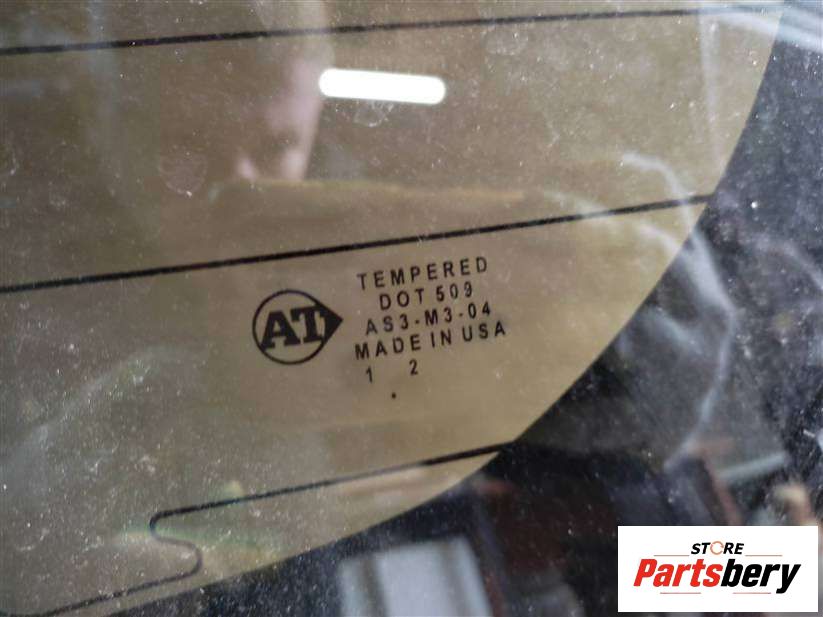 TEMPERED
DOT 509
AS3-M3-04
MADE IN USA
1 2
.
AT
STORE
Partsbery